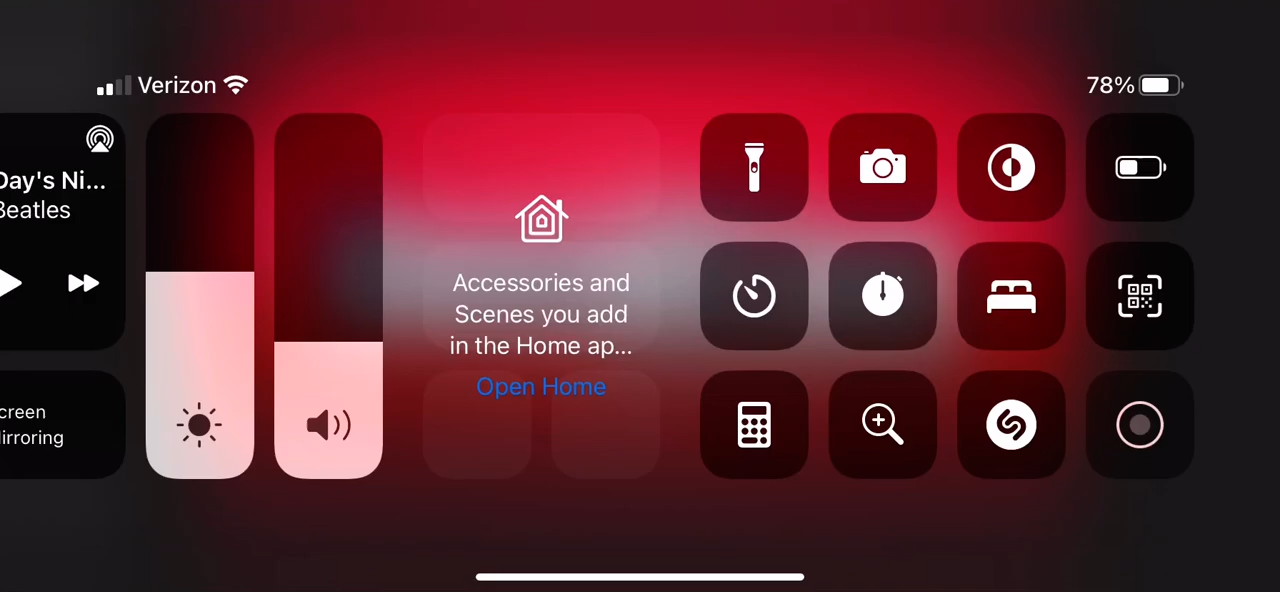 Verizon
78%
Day's Ni...
Beatles
creen
irroring
Accessories and
Scenes you add
in the Home ap...
Open Home